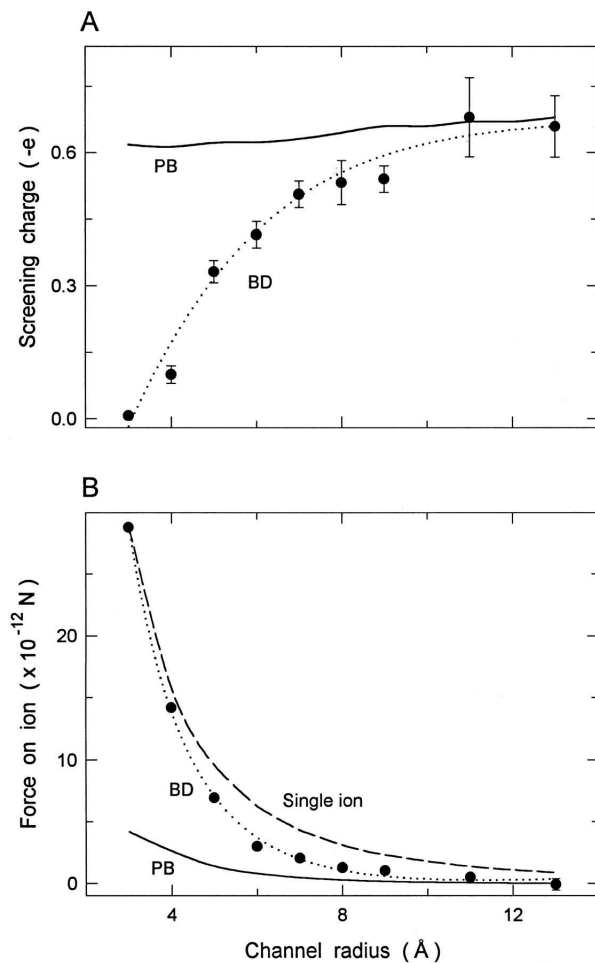 A
Screening charge (-e)
0.6
0.3
0.0
PB
BD
B
Force on ion (x 10⁻¹² N)
20
10
0
Single ion
BD
PB
4
8
12
Channel radius (Å)